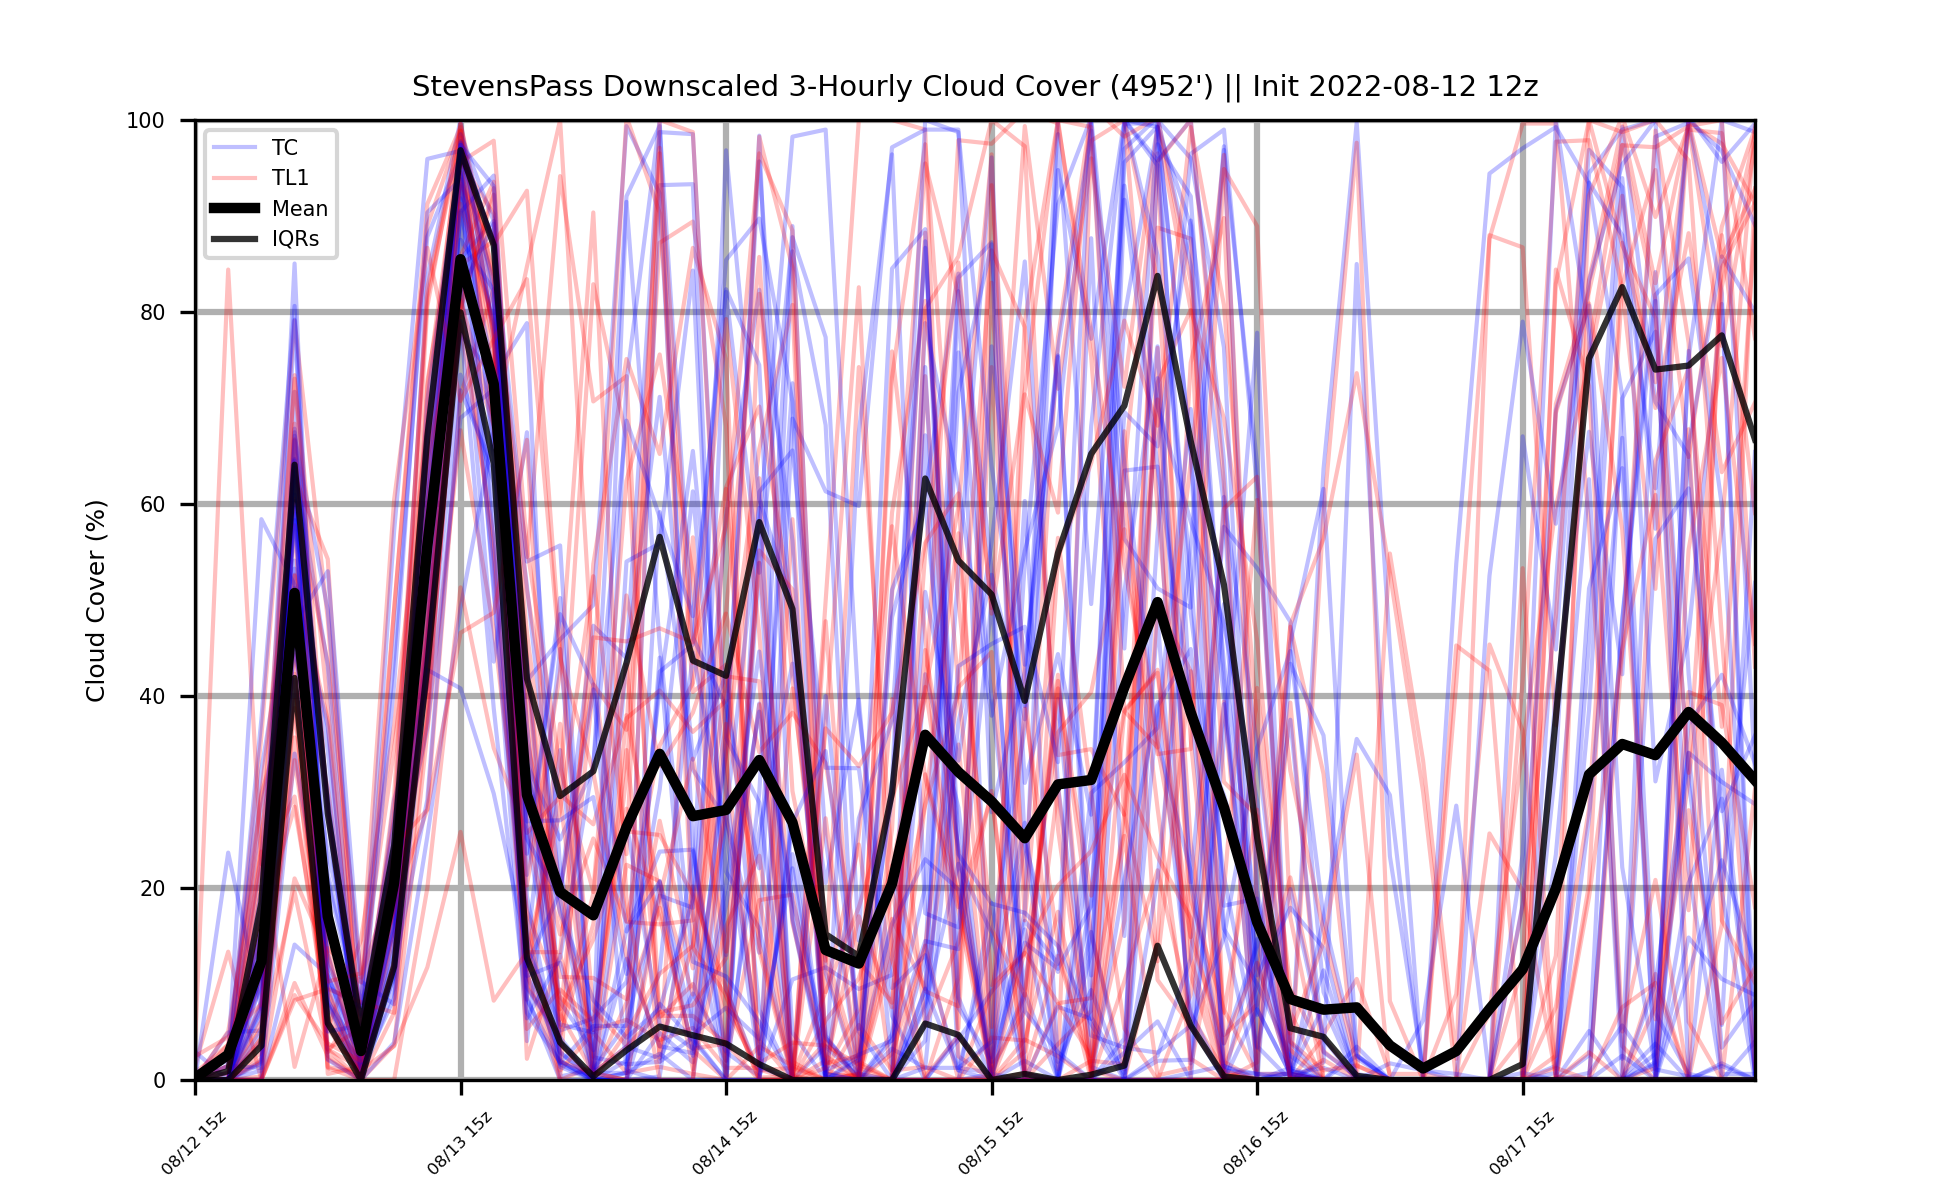 StevensPass Downscaled 3-Hourly Cloud Cover (4952') || Init 2022-08-12 12z
100
80
60
40
20
0
Cloud Cover (%)
TC
TL1
Mean
IQRs
08/12 15z
08/13 15z
08/14 15z
08/15 15z
08/16 15z
08/17 15z